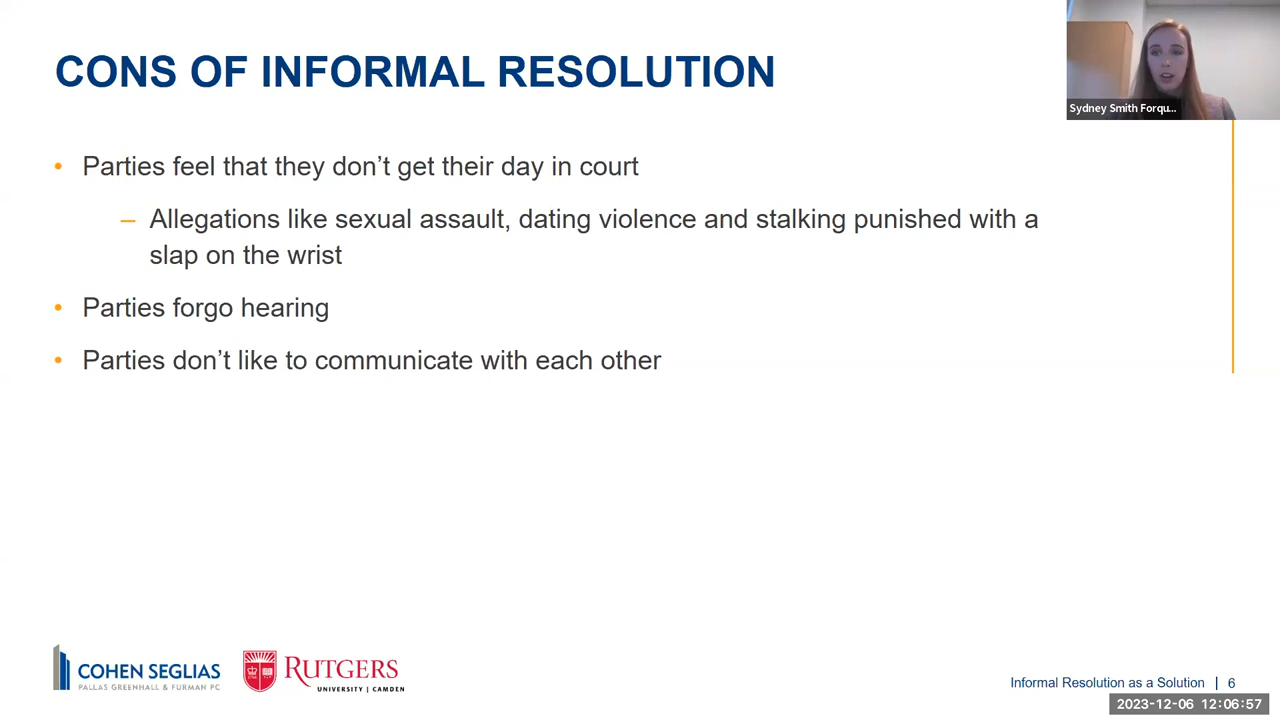 CONS OF INFORMAL RESOLUTION
Sydney Smith Forqu...
• Parties feel that they don’t get their day in court
– Allegations like sexual assault, dating violence and stalking punished with a
slap on the wrist
• Parties forgo hearing
• Parties don’t like to communicate with each other
COHEN SEGLIAS
PALLAS GREENHALL & FURMAN PC
RUTGERS
UNIVERSITY | CAMDEN
Informal Resolution as a Solution | 6
2023-12-06 12:06:57